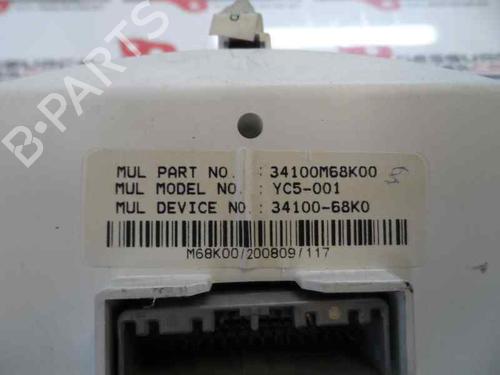 B-PARTS
MUL PART NO. : 34100M68K00
MUL MODEL NO. : YC5-001
MUL DEVICE NO. : 34100-68K0
M68K00/200809/117